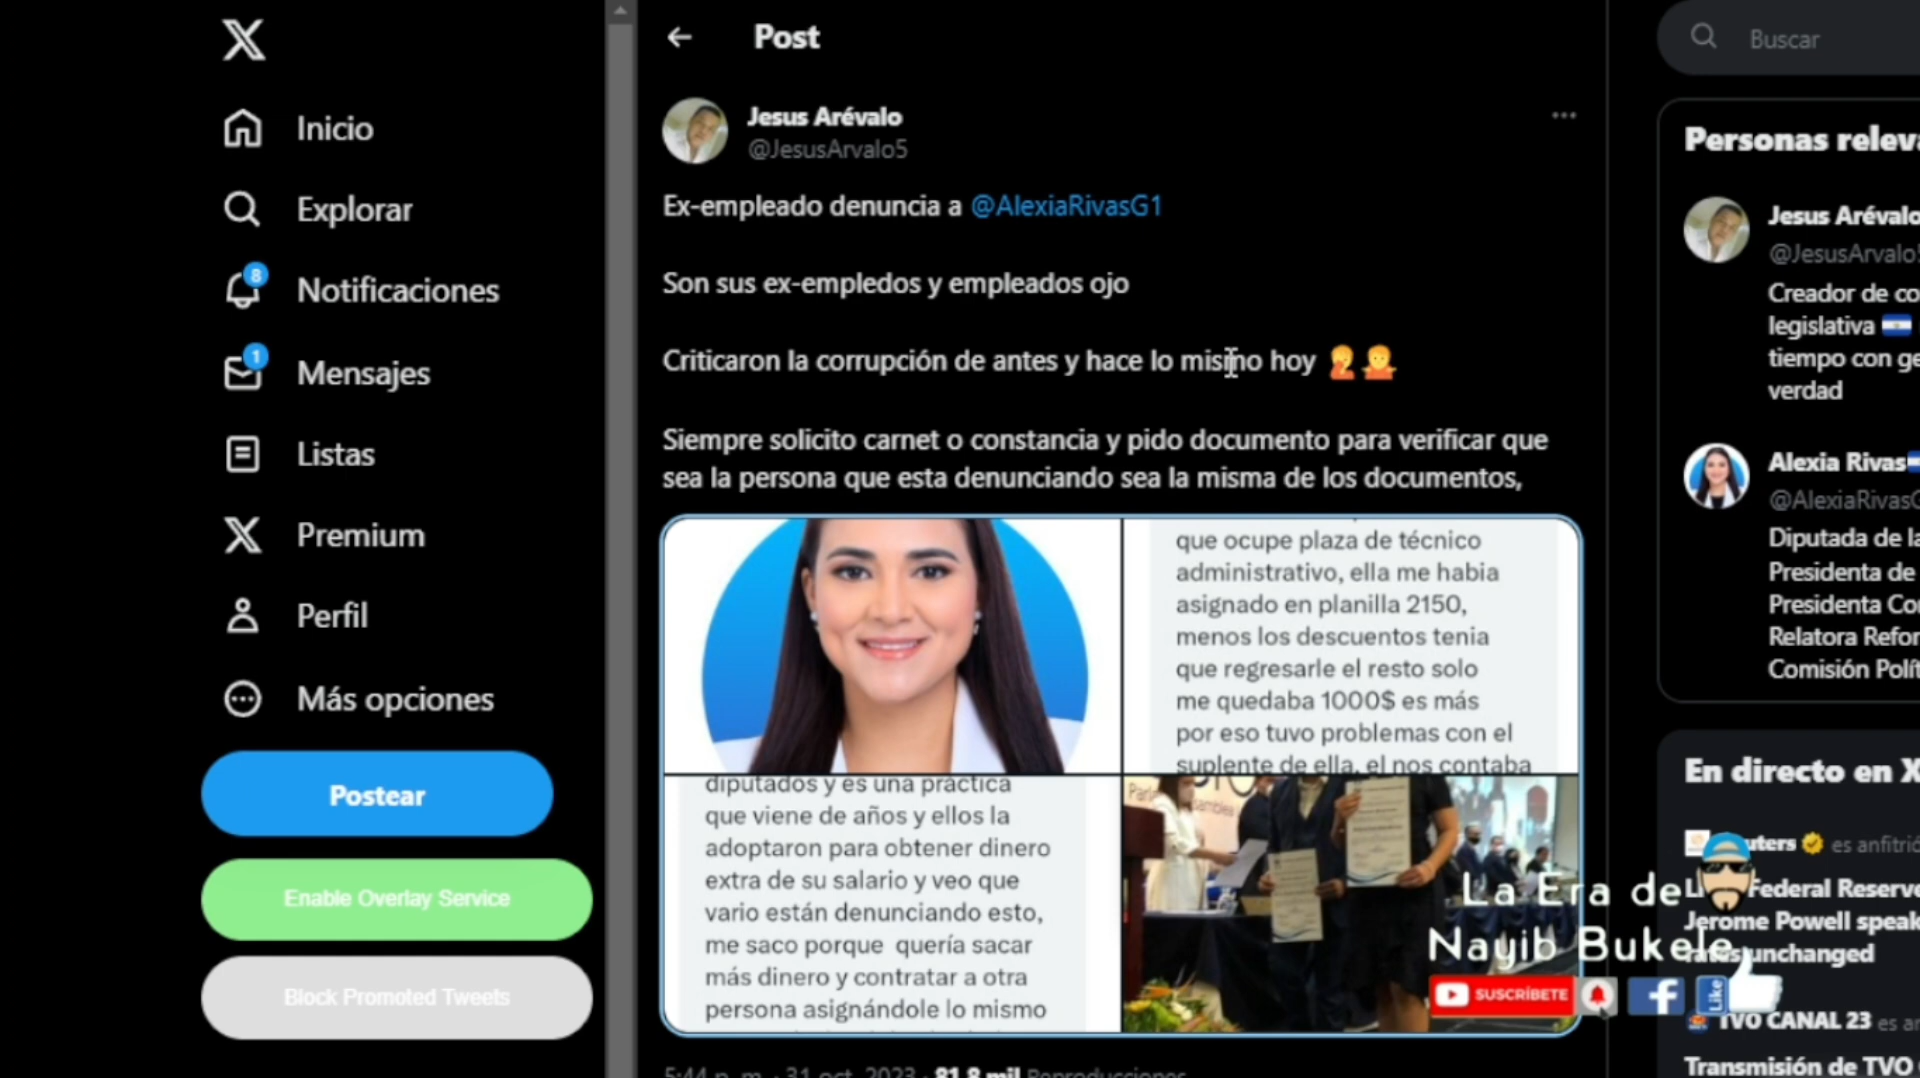 Post
Buscar
Inicio
Explorar
8
Notificaciones
1
Mensajes
Listas
Premium
Perfil
Más opciones
Postear
Enable Overlay Service
Block Promoted Tweets
Jesus Arévalo
@JesusArvalo5
Ex-empleado denuncia a @AlexiaRivasG1
Son sus ex-empledos y empleados ojo
Criticaron la corrupción de antes y hace lo mismo hoy
Siempre solicito carnet o constancia y pido documento para verificar que
sea la persona que esta denunciando sea la misma de los documentos,
que ocupe plaza de técnico
administrativo, ella me habia
asignado en planilla 2150,
menos los descuentos tenia
que regresarle el resto solo
me quedaba 1000$ es más
por eso tuvo problemas con el
suplente de ella, el nos contaba
diputados y es una práctica
que viene de años y ellos la
adoptaron para obtener dinero
extra de su salario y veo que
vario están denunciando esto,
me saco porque quería sacar
más dinero y contratar a otra
persona asignándole lo mismo
5:44 p. m. · 31 oct. 2023 · 81,8 mil Reproducciones
Personas releva
Jesus Arévalo
@JesusArvalo5
Creador de co
legislativa
tiempo con ge
verdad
Alexia Rivas
@AlexiaRivasG
Diputada de la
Presidenta de
Presidenta Co
Relatora Refor
Comisión Polít
En directo en X
uters es anfitrió
Federal Reserve
Jerome Powell speak
unchanged
TVO CANAL 23 es an
Transmisión de TVO
La Era de
Nayib Bukele
SUSCRÍBETE
f
Like